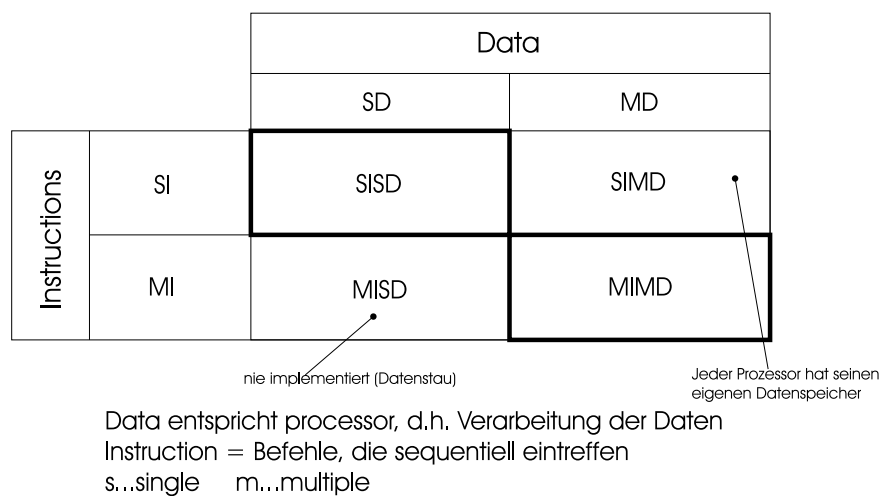 Data
SD MD
Instructions
SI SISD SIMD
MI MISD MIMD
nie implementiert (Datenstau)
Jeder Prozessor hat seinen
eigenen Datenspeicher
Data entspricht processor, d.h. Verarbeitung der Daten
Instruction = Befehle, die sequentiell eintreffen
s...single m...multiple